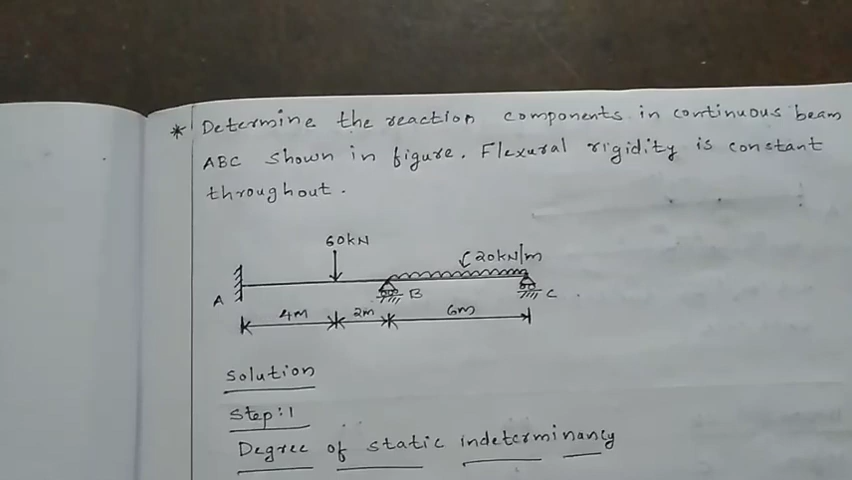 * Determine the reaction components in continuous beam
ABC shown in figure. Flexural rigidity is constant
throughout.
60kN
20kN/m
A
B
C
4m
2m
6m
Solution
Step:1
Degree of static indeterminancy